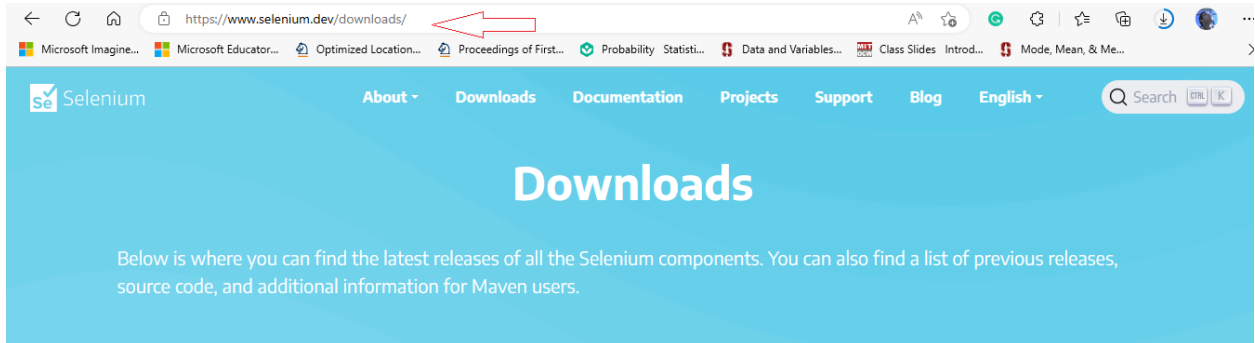 https://www.selenium.dev/downloads/
Microsoft Imagine... Microsoft Educator... Optimized Location... Proceedings of First... Probability Statisti... Data and Variables... MIT OCW Class Slides Introd... Mode, Mean, & Me...
Se Selenium About Downloads Documentation Projects Support Blog English Search CTRL K
Downloads
Below is where you can find the latest releases of all the Selenium components. You can also find a list of previous releases,
source code, and additional information for Maven users.